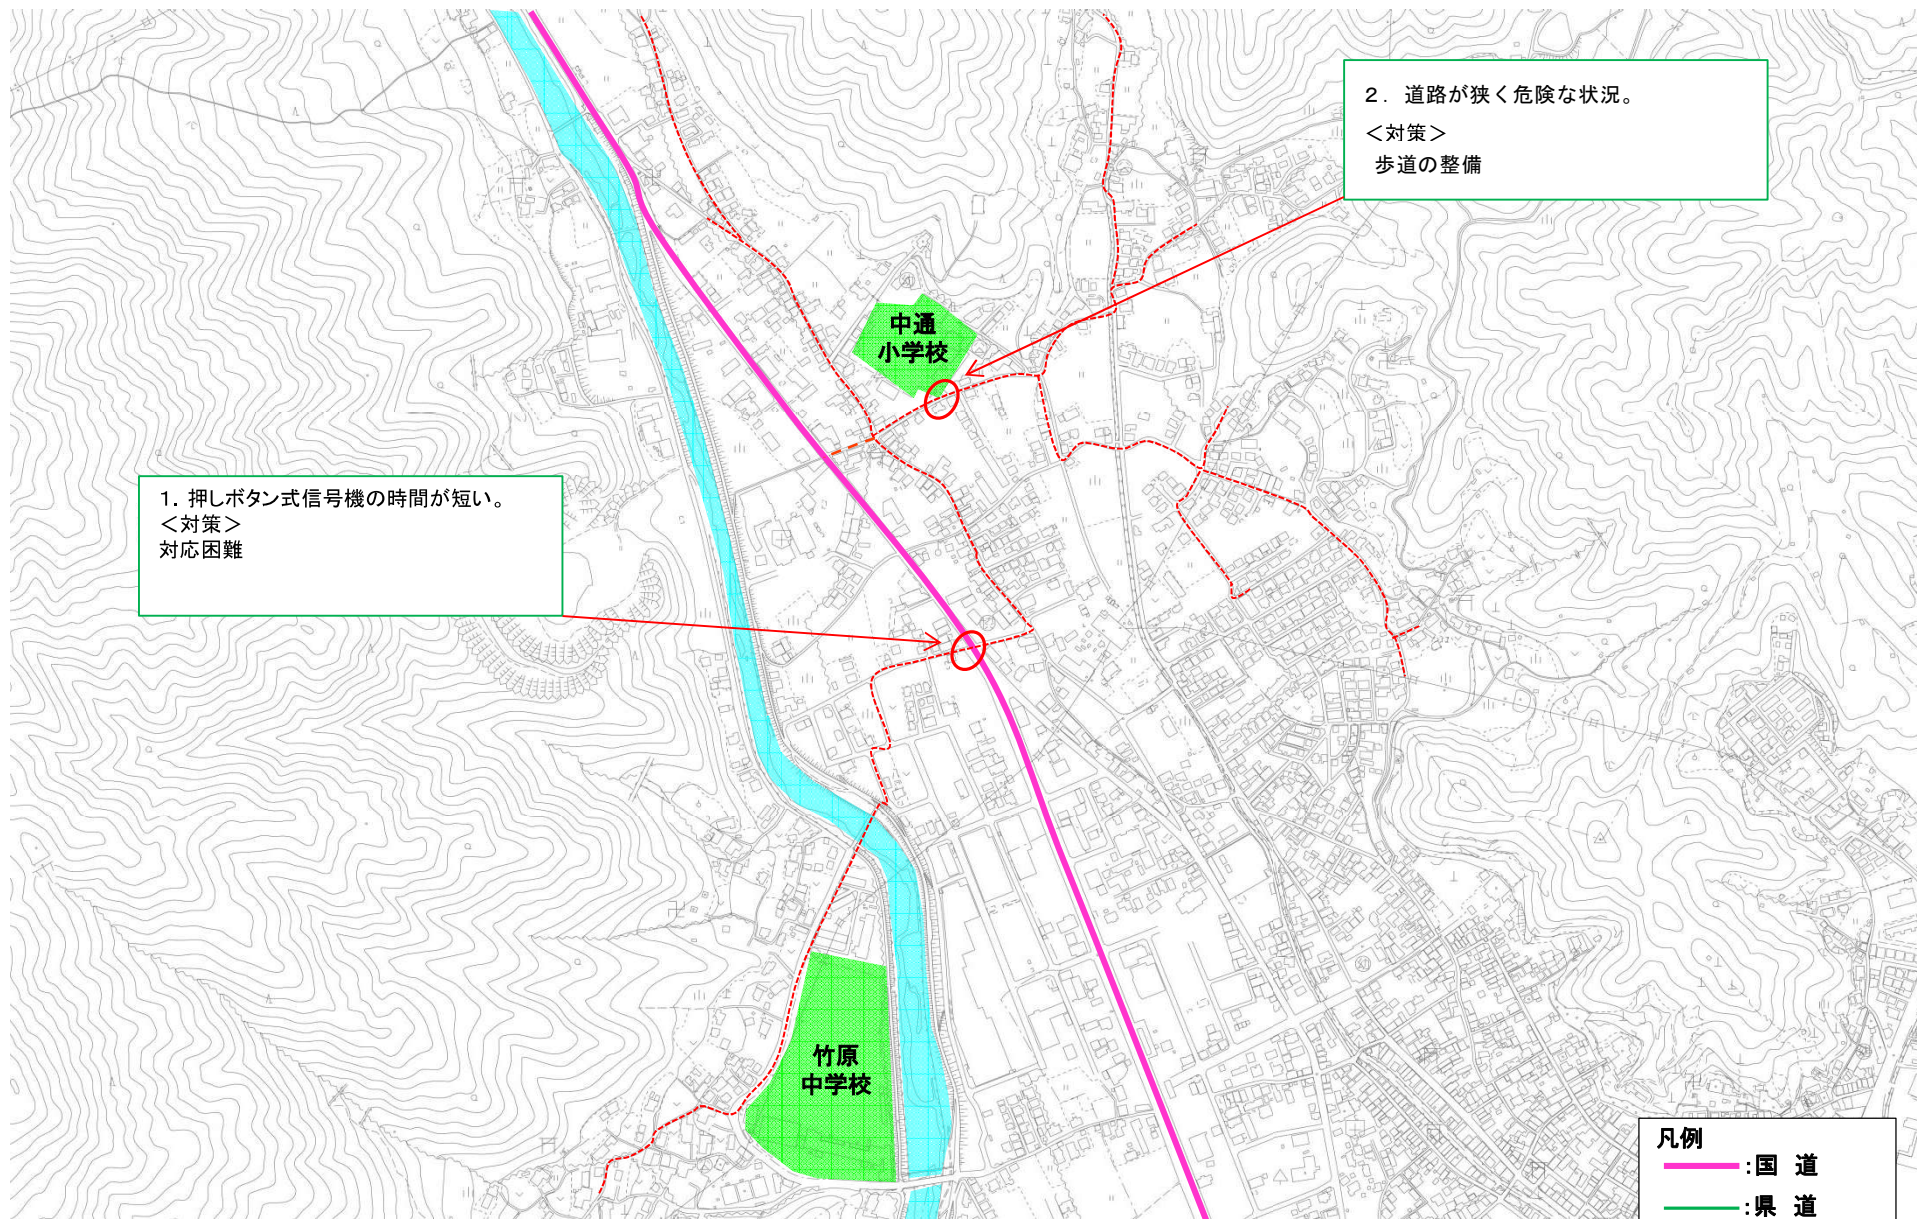 2. 道路が狭く危険な状況。
<対策>
歩道の整備
中通
小学校
1. 押しボタン式信号機の時間が短い。
<対策>
対応困難
竹原
中学校
凡例
:国 道
:県 道